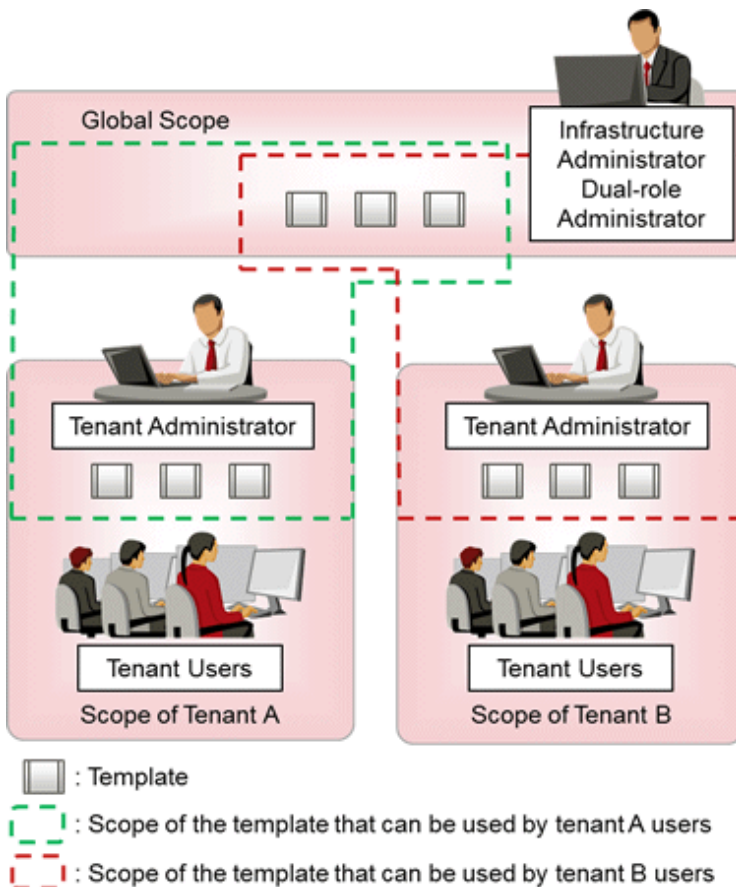 Global Scope
Infrastructure
Administrator
Dual-role
Administrator
Tenant Administrator
Tenant Administrator
Tenant Users
Tenant Users
Scope of Tenant A
Scope of Tenant B
: Template
: Scope of the template that can be used by tenant A users
: Scope of the template that can be used by tenant B users